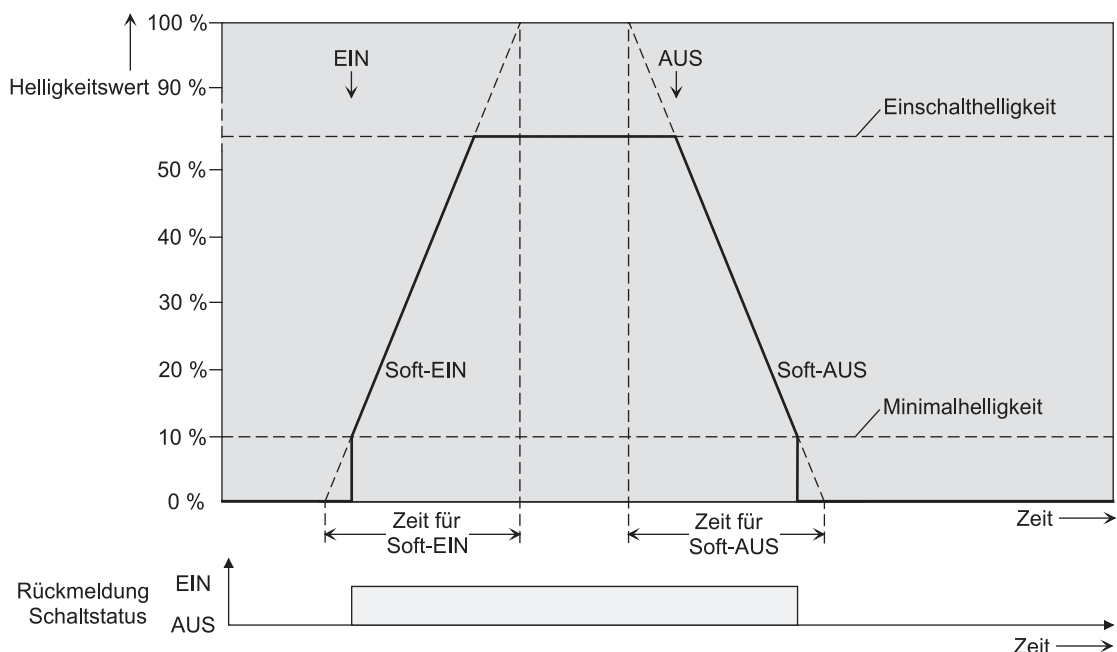 100 %
Helligkeitswert
90 %
EIN
AUS
Einschalthelligkeit
50 %
40 %
30 %
20 %
Soft-EIN
Soft-AUS
Minimalhelligkeit
10 %
0 %
Zeit für
Soft-EIN
Zeit für
Soft-AUS
Zeit
Rückmeldung
Schaltstatus
EIN
AUS
Zeit